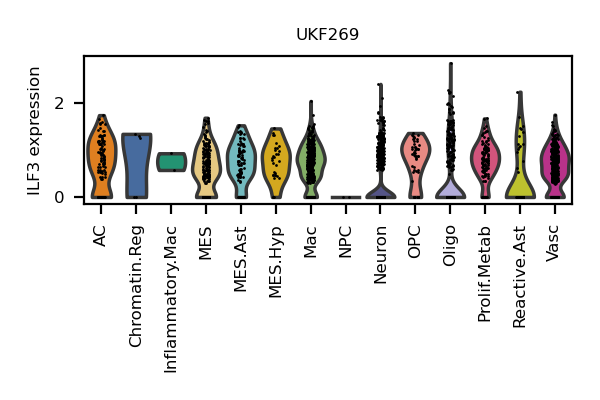 UKF269
ILF3 expression
2
0
AC
Chromatin.Reg
Inflammatory.Mac
MES
MES.Ast
MES.Hyp
Mac
NPC
Neuron
OPC
Oligo
Prolif.Metab
Reactive.Ast
Vasc